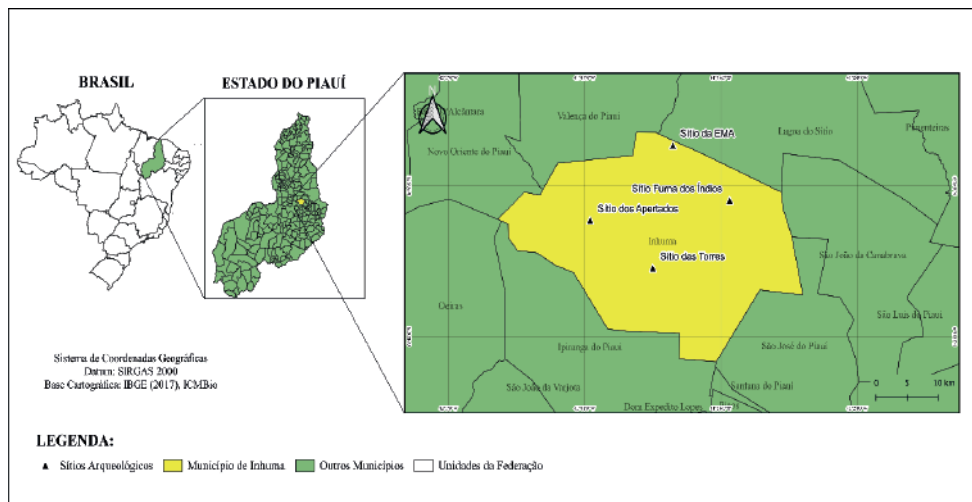 BRASIL
ESTADO DO PIAUÍ
N
Alcântara
Valença do Piauí
Sítio da EMA
Lagoa do Sítio
Pimenteiras
Novo Oriente do Piauí
Sítio Furna dos Índios
Sítio dos Apertados
Inhuma
Sítio das Torres
São João da Canabrava
Oeiras
São Luis do Piauí
Ipiranga do Piauí
São José do Piauí
São João da Varjota
Santana do Piauí
Dom Expedito Lopes
Picos
0 5 10 km
Sistema de Coordenadas Geográficas
Datum: SIRGAS 2000
Base Cartográfica: IBGE (2017), ICMBio
LEGENDA:
Sítios Arqueológicos Município de Inhuma Outros Municípios Unidades da Federação